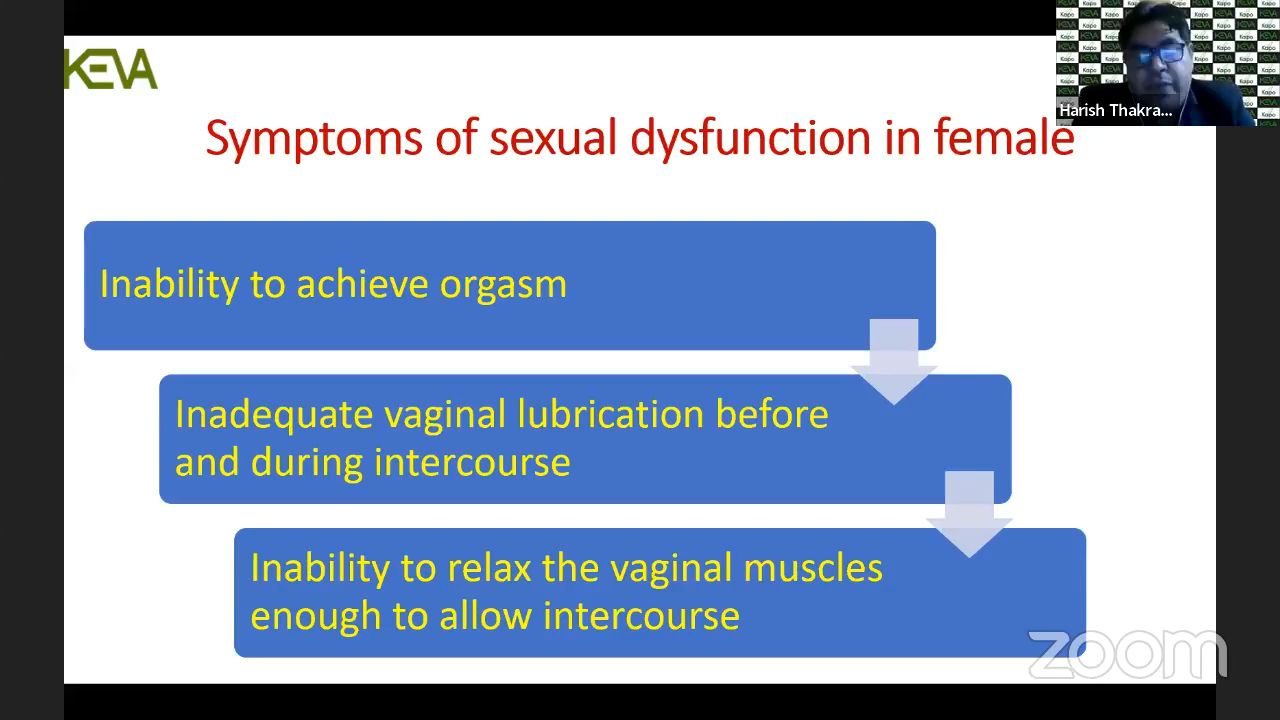 KEVA
Harish Thakra...
Symptoms of sexual dysfunction in female
Inability to achieve orgasm
Inadequate vaginal lubrication before
and during intercourse
Inability to relax the vaginal muscles
enough to allow intercourse
zoom